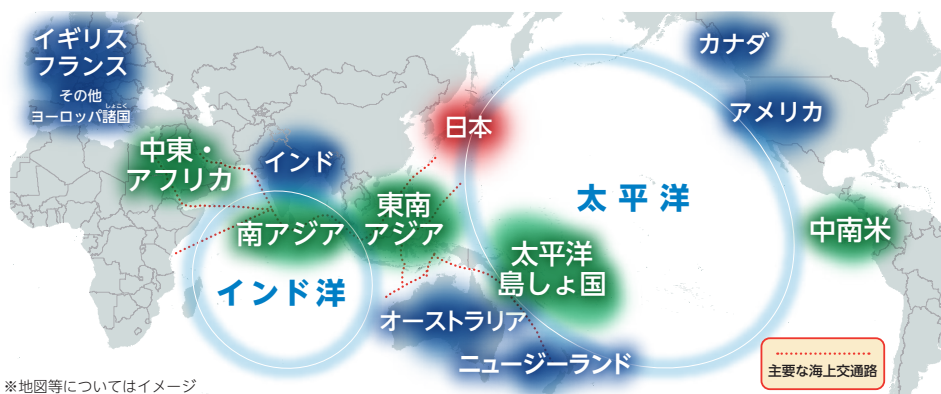 イギリス
フランス
その他
ヨーロッパ諸国
しょこく
カナダ
アメリカ
日本
中東・
アフリカ
インド
東南
アジア
南アジア
太平洋
太平洋
島しょ国
中南米
インド洋
オーストラリア
ニュージーランド
主要な海上交通路
※地図等についてはイメージ